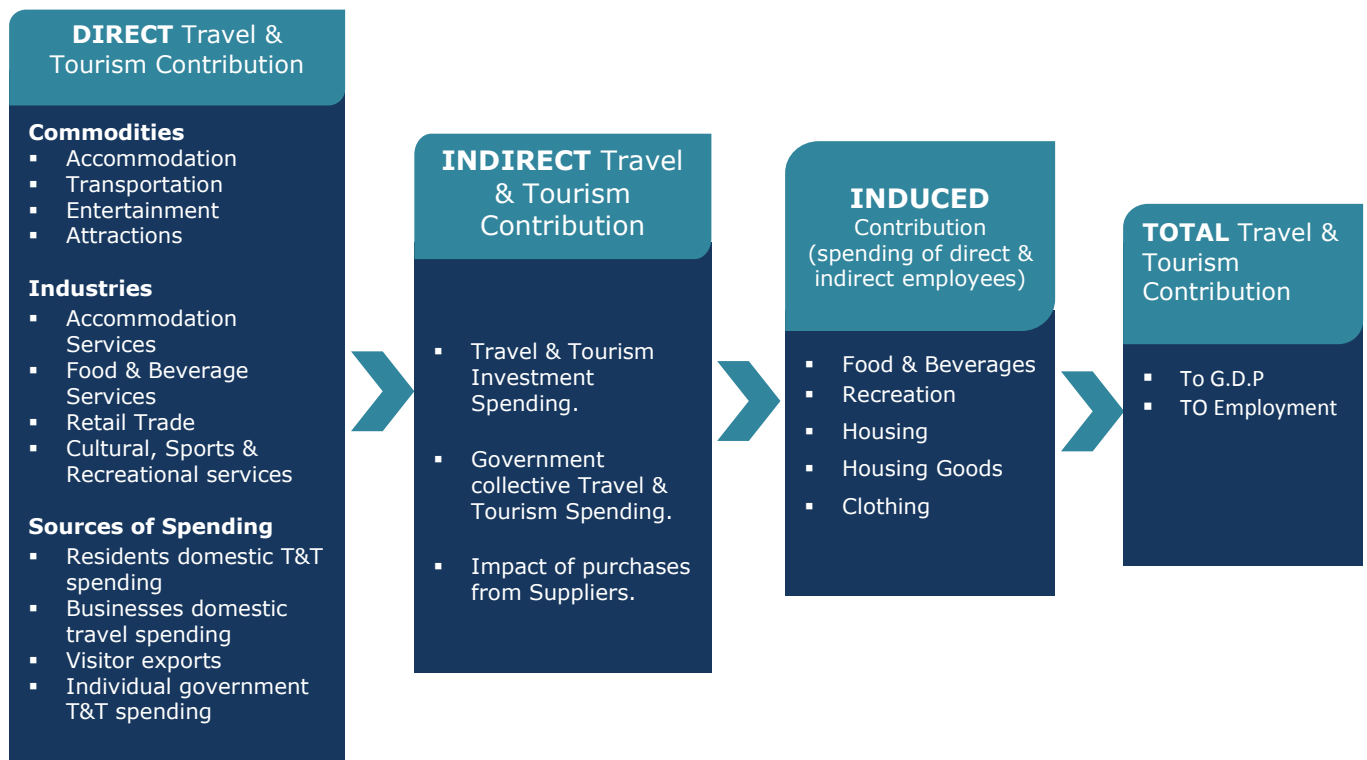 DIRECT Travel &
Tourism Contribution
Commodities
▪ Accommodation
▪ Transportation
▪ Entertainment
▪ Attractions
Industries
▪ Accommodation
Services
▪ Food & Beverage
Services
▪ Retail Trade
▪ Cultural, Sports &
Recreational services
Sources of Spending
▪ Residents domestic T&T
spending
▪ Businesses domestic
travel spending
▪ Visitor exports
▪ Individual government
T&T spending
INDIRECT Travel
& Tourism
Contribution
▪ Travel & Tourism
Investment
Spending.
▪ Government
collective Travel &
Tourism Spending.
▪ Impact of purchases
from Suppliers.
INDUCED
Contribution
(spending of direct &
indirect employees)
▪ Food & Beverages
▪ Recreation
▪ Housing
▪ Housing Goods
▪ Clothing
TOTAL Travel &
Tourism
Contribution
▪ To G.D.P
▪ TO Employment